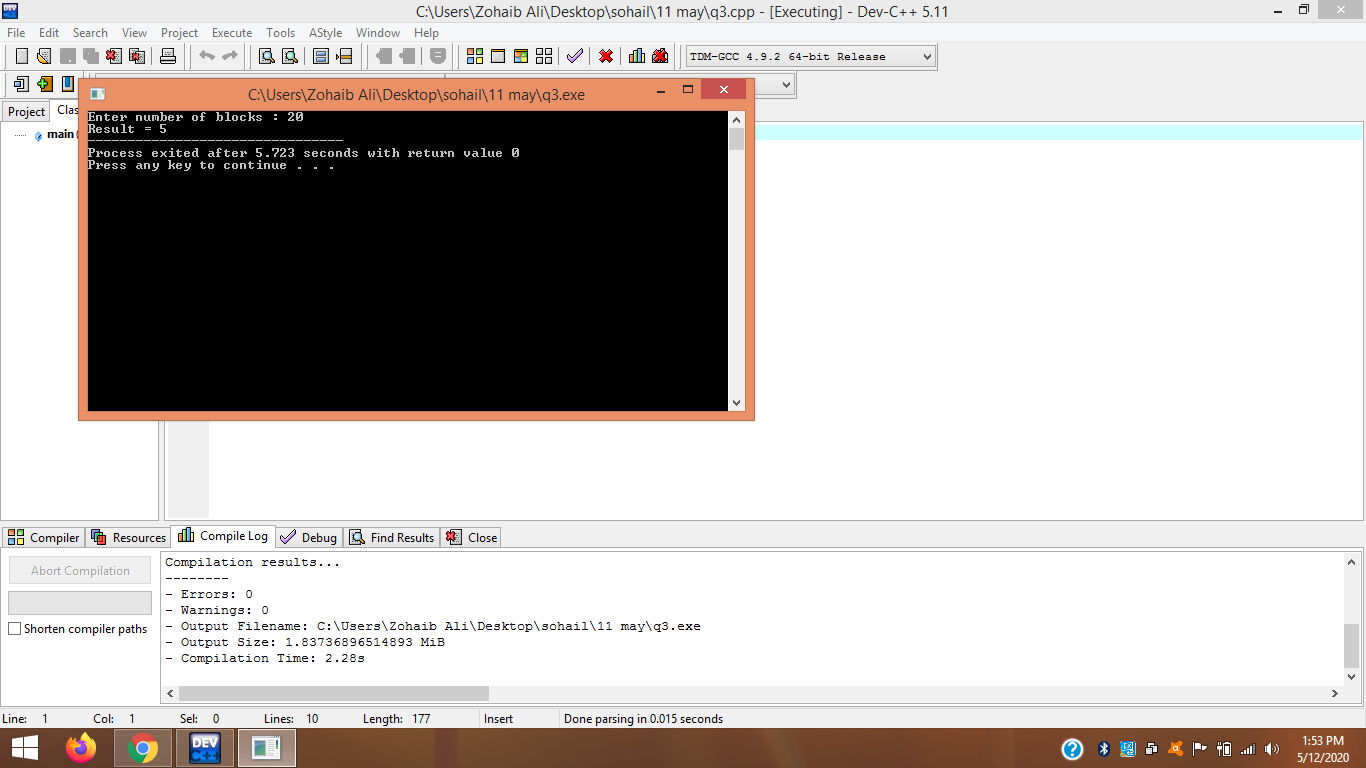 C:\Users\Zohaib Ali\Desktop\sohail\11 may\q3.cpp - [Executing] - Dev-C++ 5.11
File Edit Search View Project Execute Tools AStyle Window Help
TDM-GCC 4.9.2 64-bit Release
C:\Users\Zohaib Ali\Desktop\sohail\11 may\q3.exe
Project Clas
main (
Enter number of blocks : 20
Result = 5
--------------------------------
Process exited after 5.723 seconds with return value 0
Press any key to continue . . .
Compiler Resources Compile Log Debug Find Results Close
Abort Compilation
Shorten compiler paths
Compilation results...
--------
- Errors: 0
- Warnings: 0
- Output Filename: C:\Users\Zohaib Ali\Desktop\sohail\11 may\q3.exe
- Output Size: 1.83736896514893 MiB
- Compilation Time: 2.28s
Line: 1 Col: 1 Sel: 0 Lines: 10 Length: 177 Insert Done parsing in 0.015 seconds
DEV C++
1:53 PM
5/12/2020